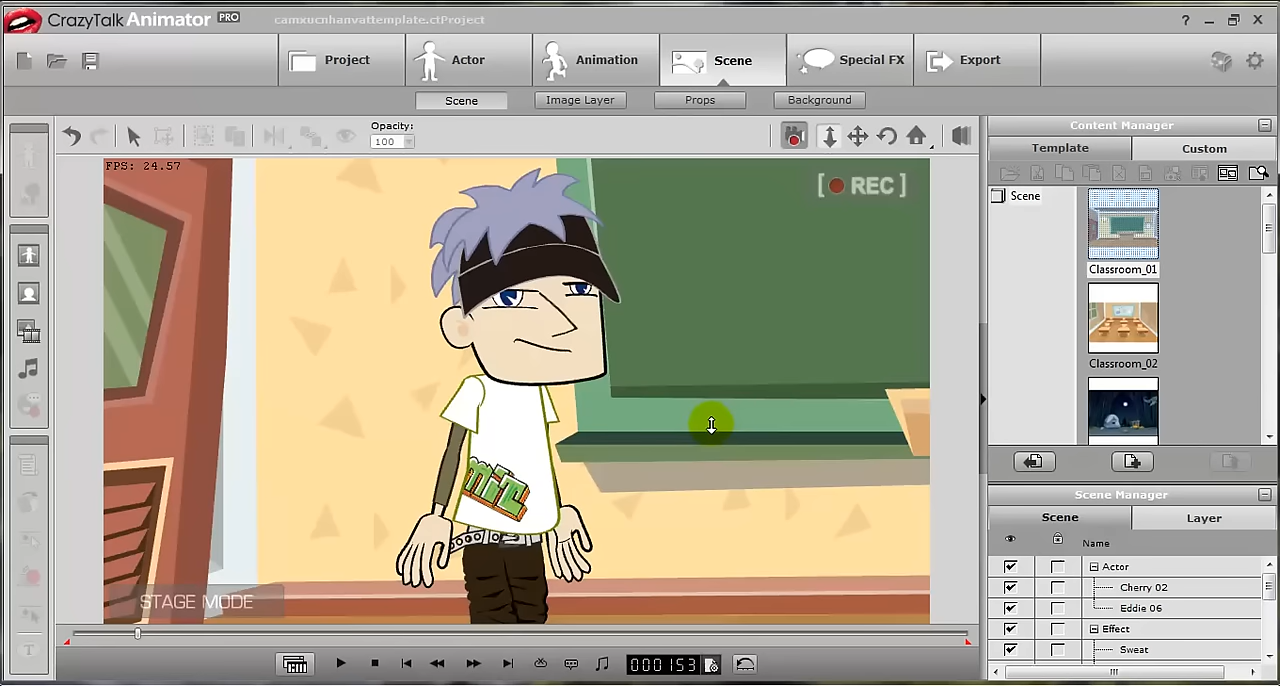 CrazyTalk Animator PRO
camxucnhanvattemplate.ctProject
Project
Actor
Animation
Scene
Special FX
Export
Scene
Image Layer
Props
Background
Opacity:
100
FPS: 24.57
[ REC ]
MIT
STAGE MODE
000153
Content Manager
Template
Custom
Scene
Classroom_01
Classroom_02
Scene Manager
Scene
Layer
Name
Actor
Cherry 02
Eddie 06
Effect
Sweat